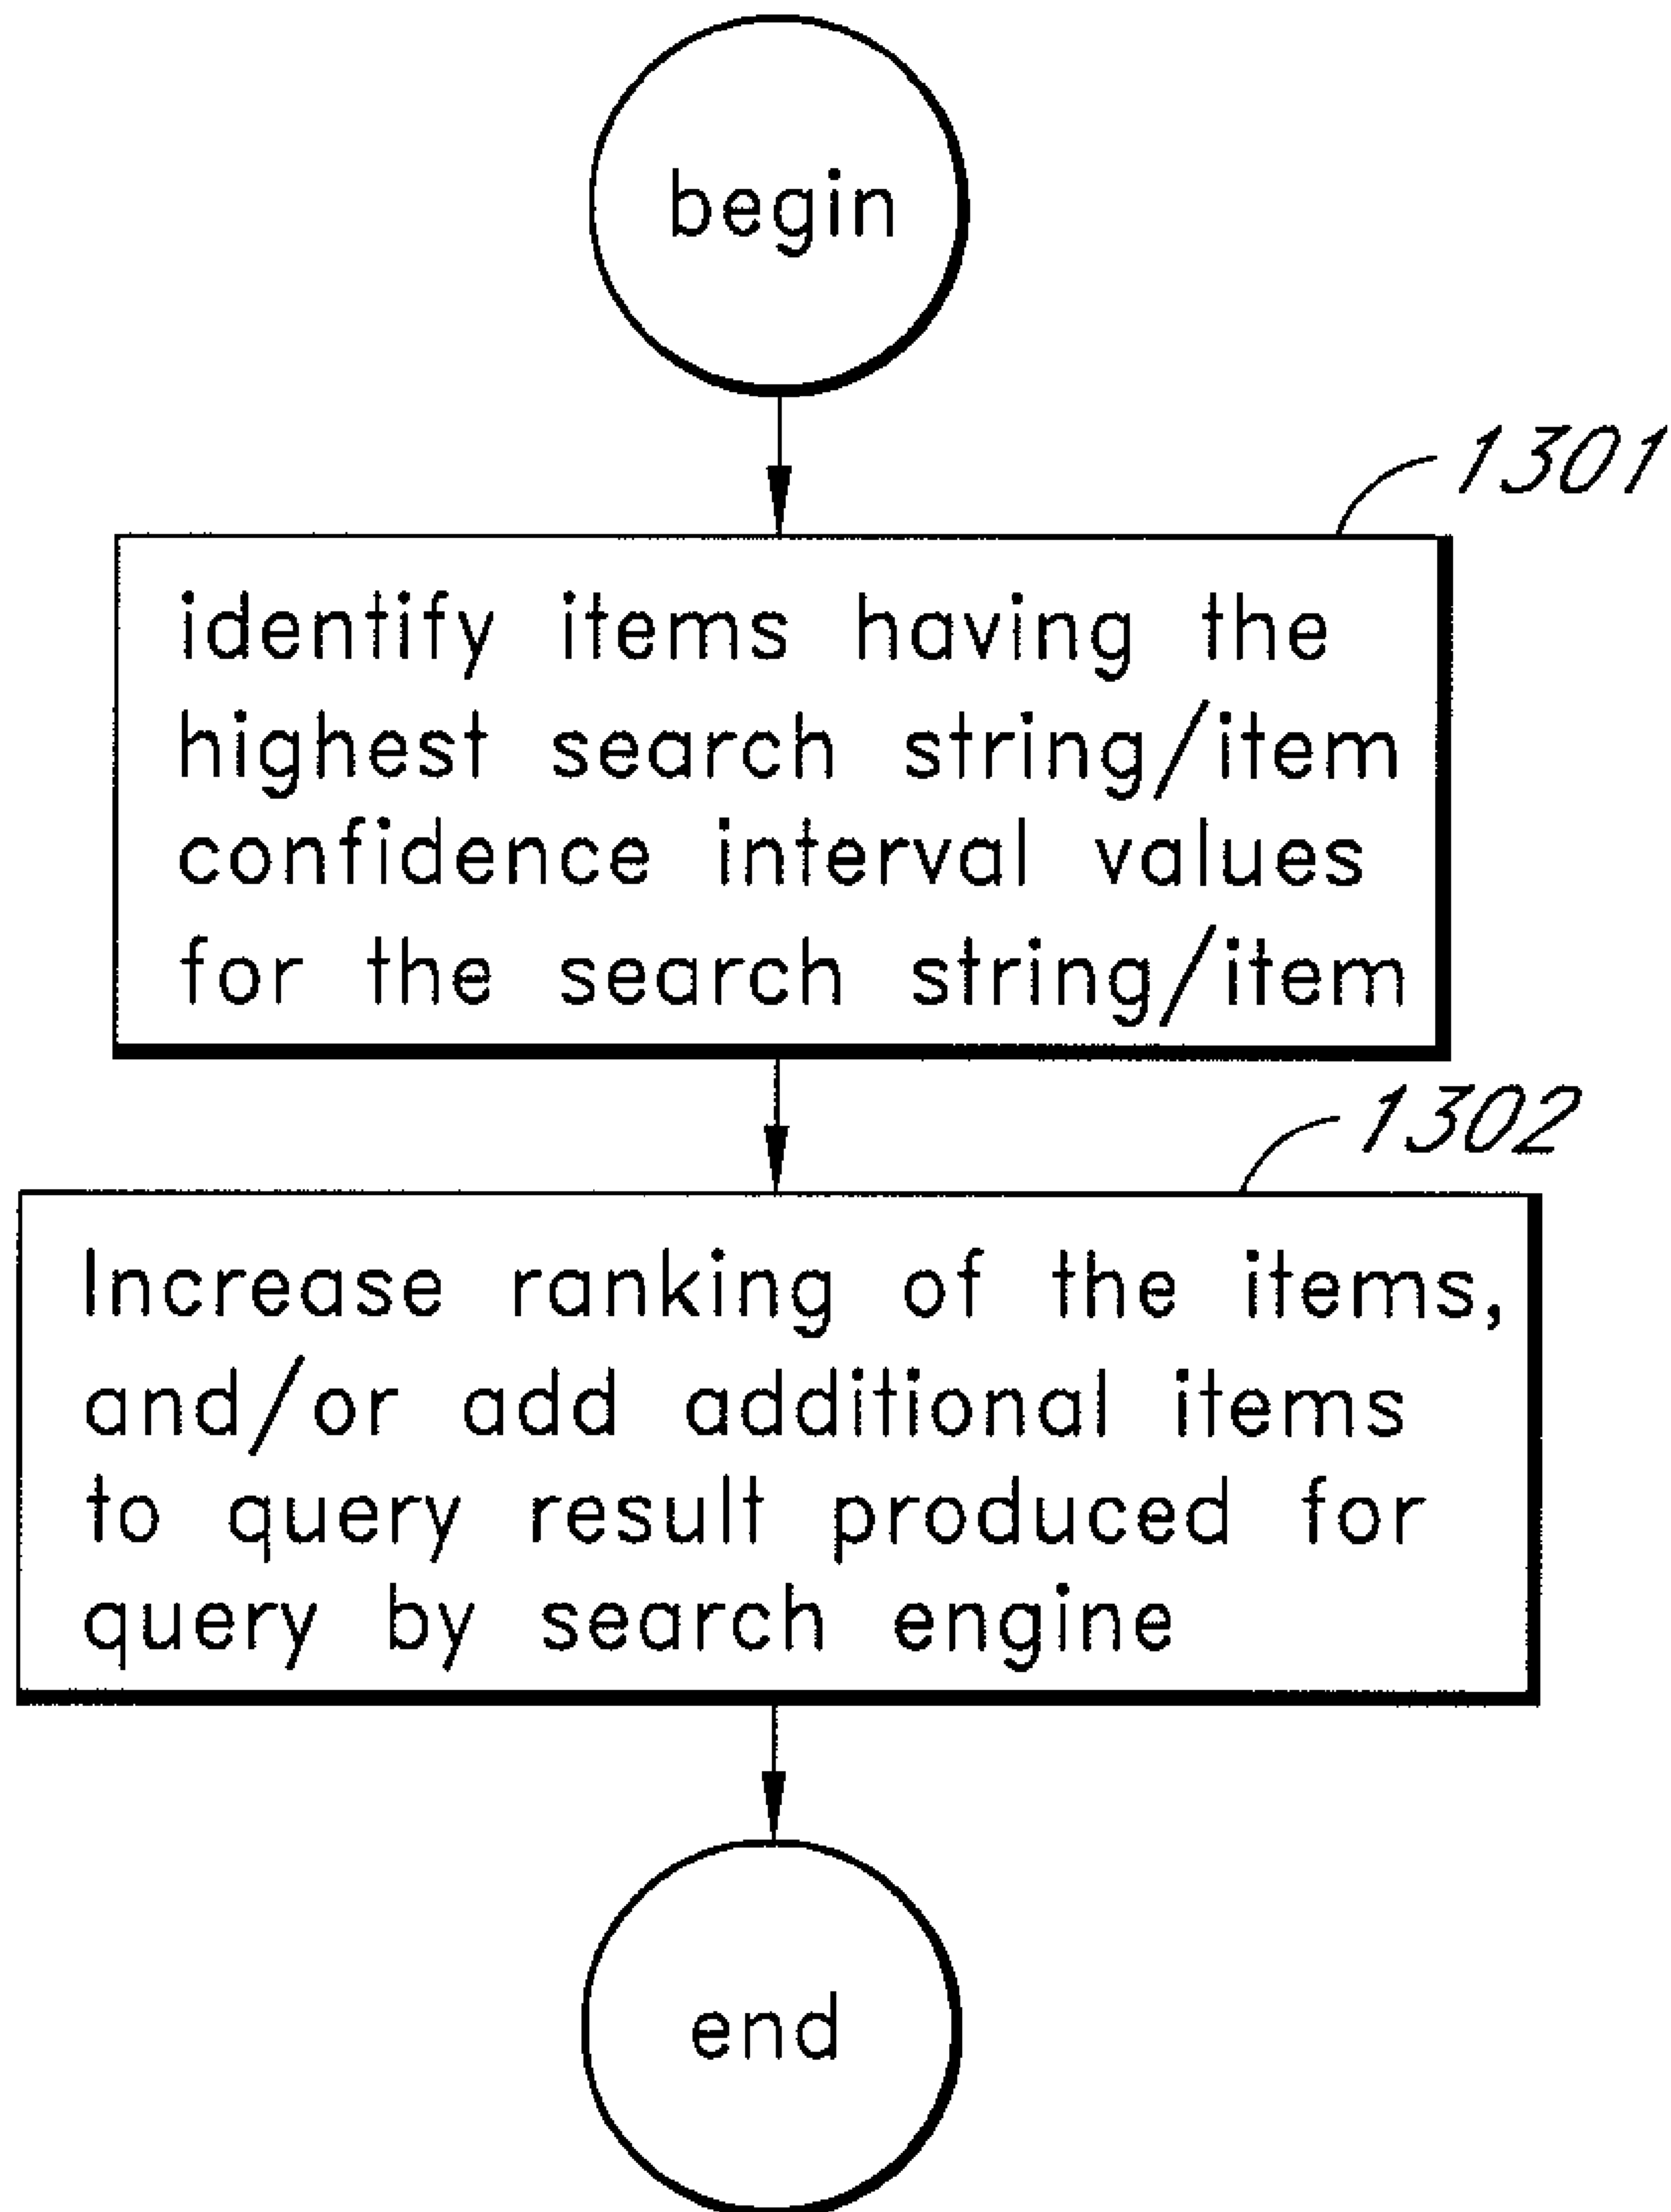 begin
1301
identify items having the
highest search string/item
confidence interval values
for the search string/item
1302
Increase ranking of the items,
and/or add additional items
to query result produced for
query by search engine
end